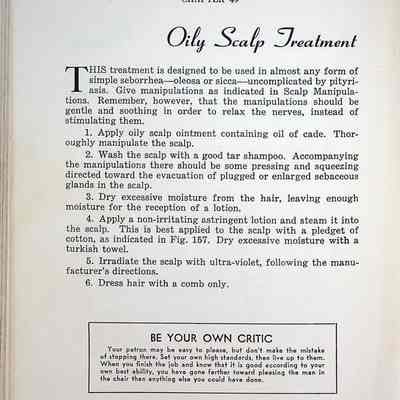 Oily Scalp Treatment
THIS treatment is designed to be used in almost any form of
simple seborrhea—oleosa or sicca—uncomplicated by pityri-
asis. Give manipulations as indicated in Scalp Manipula-
tions. Remember, however, that the manipulations should be
gentle and soothing in order to relax the nerves, instead of
stimulating them.
1. Apply oily scalp ointment containing oil of cade. Thor-
oughly manipulate the scalp.
2. Wash the scalp with a good tar shampoo. Accompanying
the manipulations there should be some pressing and squeezing
directed toward the evacuation of plugged or enlarged sebaceous
glands in the scalp.
3. Dry excessive moisture from the hair, leaving enough
moisture for the reception of a lotion.
4. Apply a non-irritating astringent lotion and steam it into
the scalp. This is best applied to the scalp with a pledget of
cotton, as indicated in Fig. 157. Dry excessive moisture with a
turkish towel.
5. Irradiate the scalp with ultra-violet, following the manu-
facturer's directions.
6. Dress hair with a comb only.
BE YOUR OWN CRITIC
Your patron may be easy to please, but don't make the mistake
of stopping there. Set your own high standards, then live up to them.
When you finish the job and know that it is good according to your
own best ability, you have gone farther toward pleasing the man in
the chair than anything else you could have done.